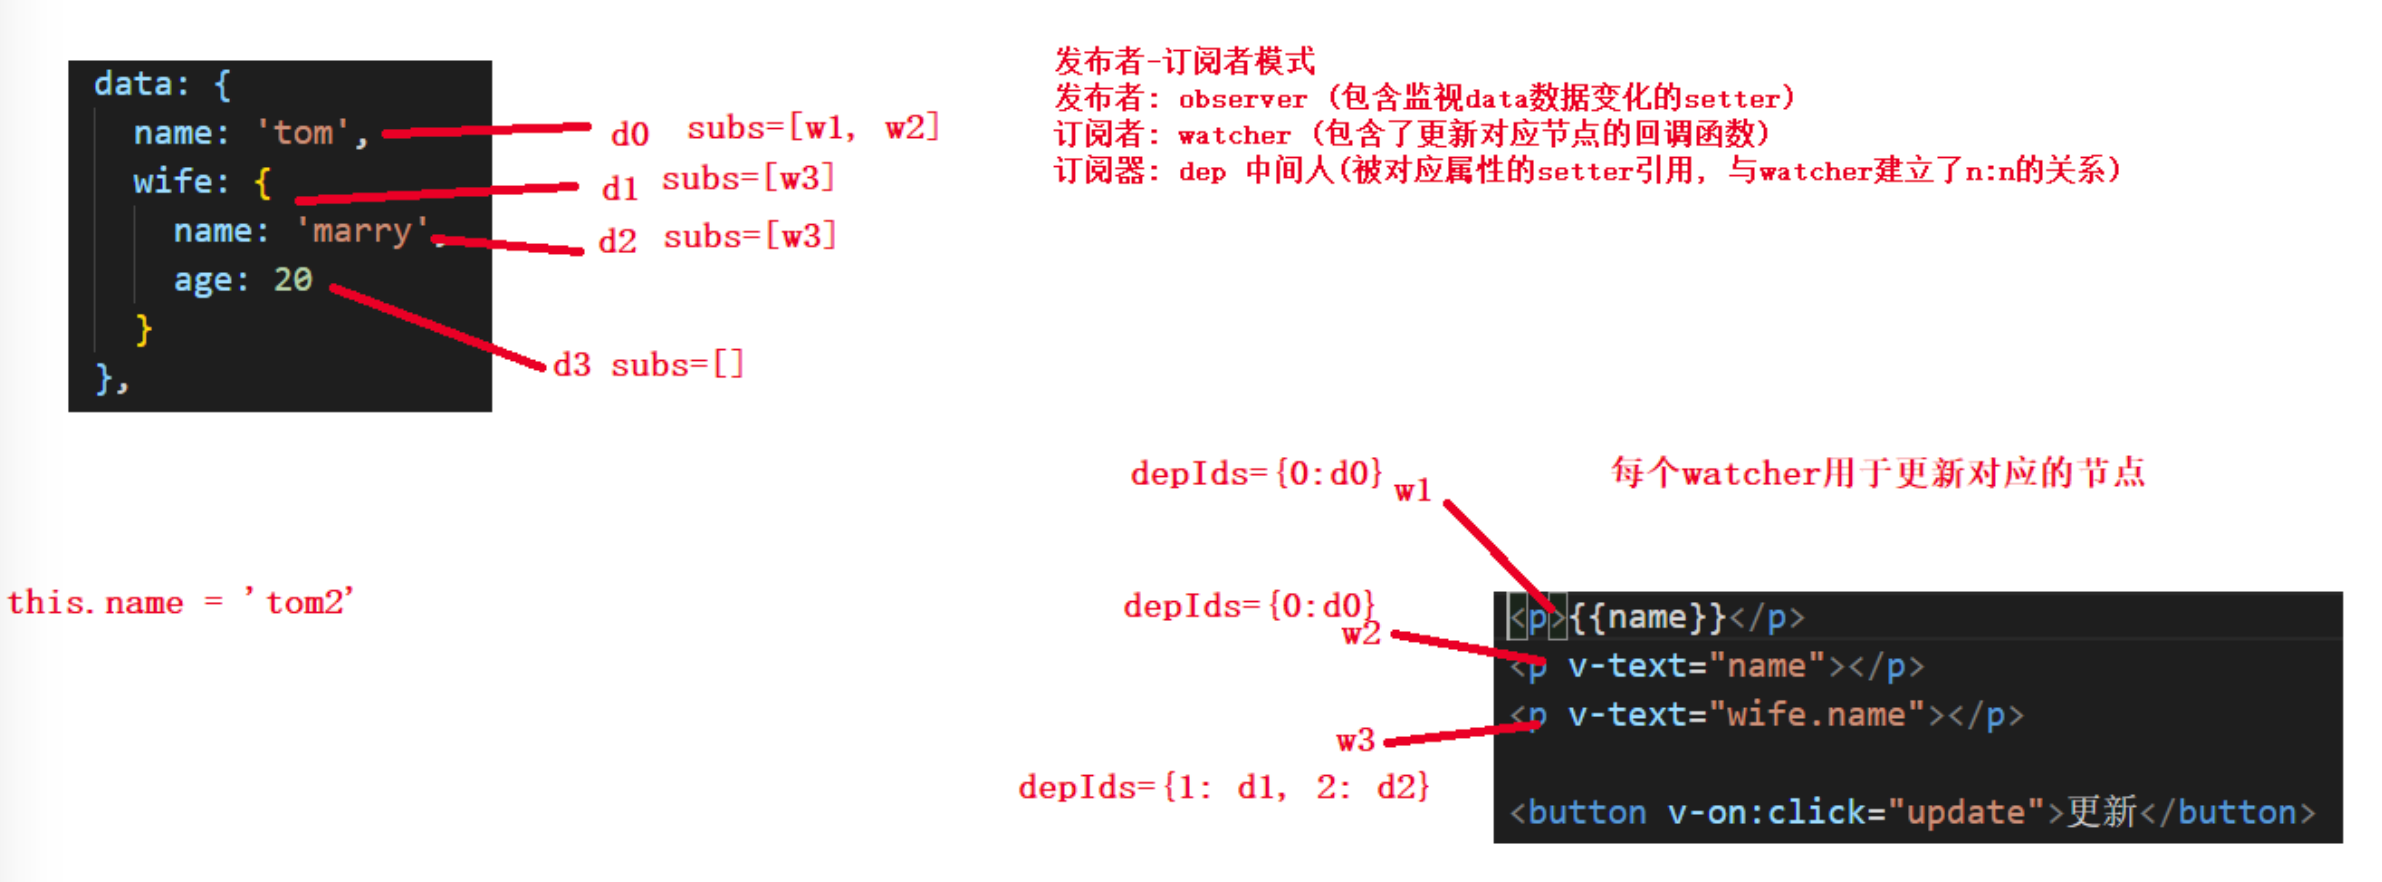 data: {
name: 'tom',
wife: {
name: 'marry',
age: 20
}
},
d0 subs=[w1, w2]
d1 subs=[w3]
d2 subs=[w3]
d3 subs=[]
发布者-订阅者模式
发布者: observer (包含监视data数据变化的setter)
订阅者: watcher (包含了更新对应节点的回调函数)
订阅器: dep 中间人(被对应属性的setter引用, 与watcher建立了n:n的关系)
this.name = 'tom2'
depIds={0:d0} w1
每个watcher用于更新对应的节点
depIds={0:d0}
w2
w3
depIds={1: d1, 2: d2}
<p>{{name}}</p>
<p v-text="name"></p>
<p v-text="wife.name"></p>
<button v-on:click="update">更新</button>